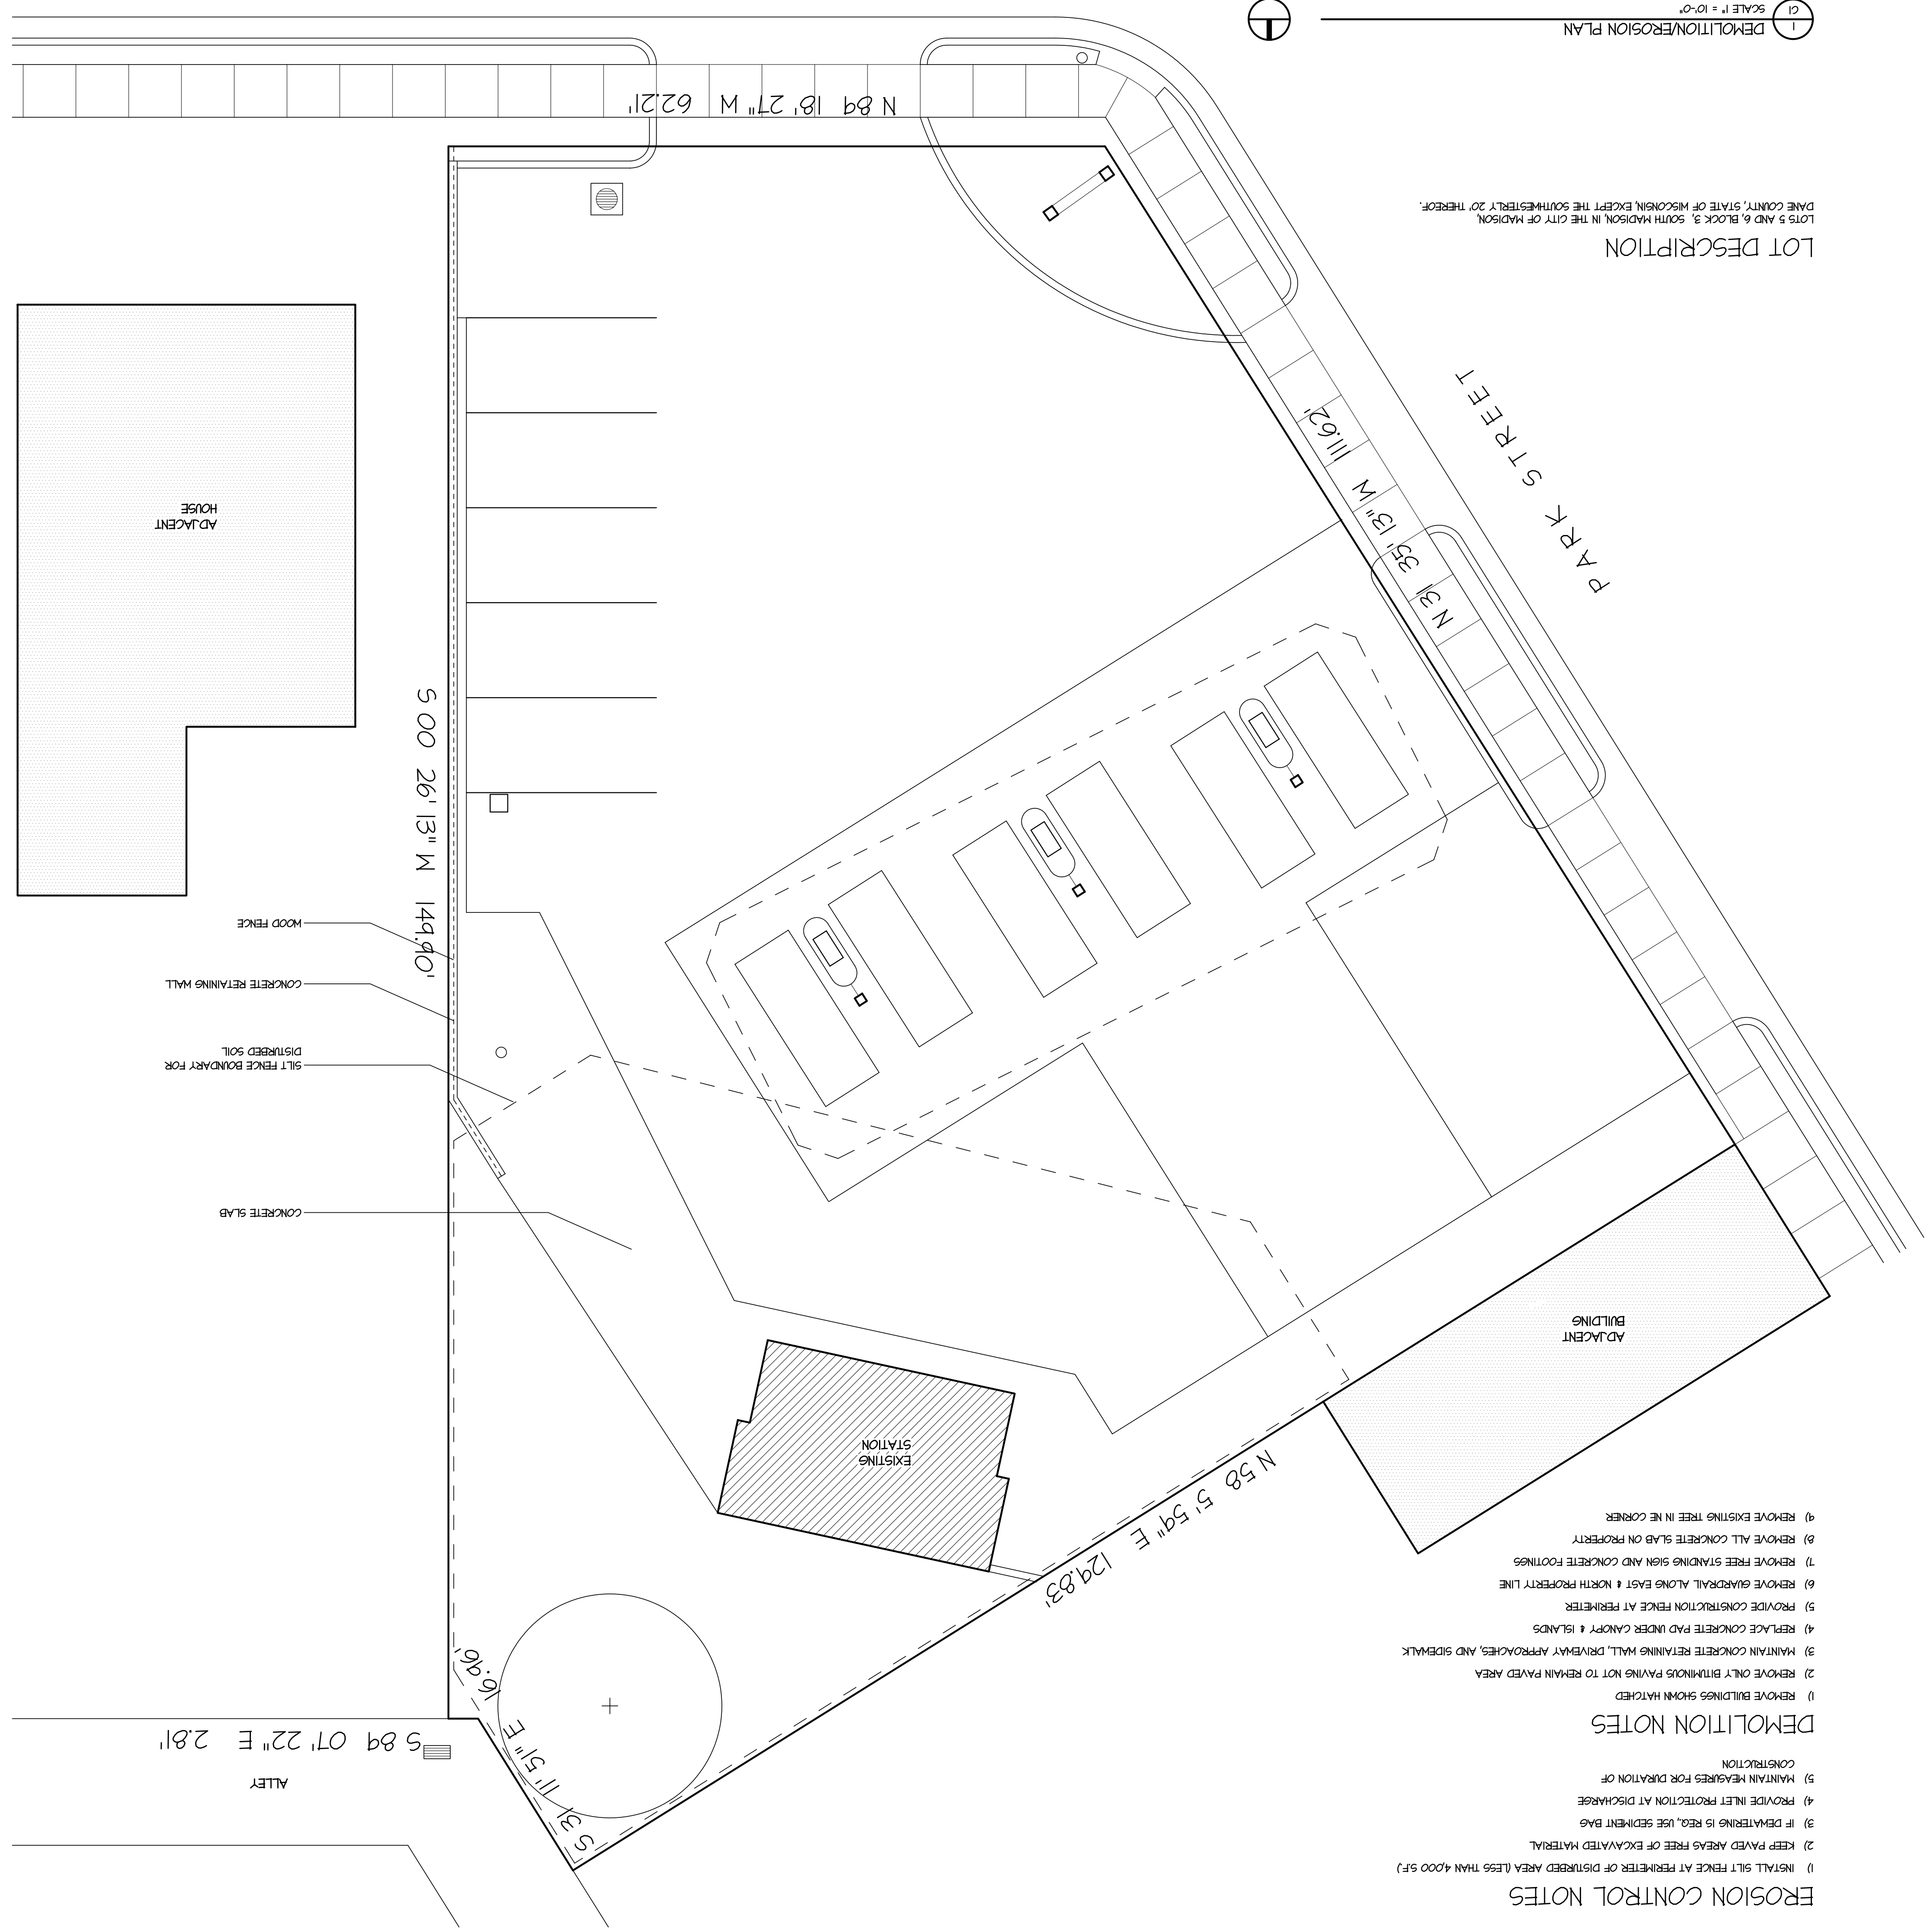 EROSION CONTROL NOTES
1) INSTALL SILT FENCE AT PERIMETER OF DISTURBED AREA (LESS THAN 4,000 S.F.)
2) KEEP PAVED AREAS FREE OF EXCAVATED MATERIAL
3) IF DEWATERING IS REQ., USE SEDIMENT BAG
4) PROVIDE INLET PROTECTION AT DISCHARGE
5) MAINTAIN MEASURES FOR DURATION OF
CONSTRUCTION
DEMOLITION NOTES
1) REMOVE BUILDINGS SHOWN HATCHED
2) REMOVE ONLY BITUMINOUS PAVING NOT TO REMAIN PAVED AREA
3) MAINTAIN CONCRETE RETAINING WALL, DRIVEWAY APPROACHES, AND SIDEWALK
4) REPLACE CONCRETE PAD UNDER CANOPY & ISLANDS
5) PROVIDE CONSTRUCTION FENCE AT PERIMETER
6) REMOVE GUARDRAIL ALONG EAST & NORTH PROPERTY LINE
7) REMOVE FREE STANDING SIGN AND CONCRETE FOOTINGS
8) REMOVE ALL CONCRETE SLAB ON PROPERTY
9) REMOVE EXISTING TREE IN NE CORNER
S 31 11' 51" E 16.96'
ALLEY
S 89 07' 22" E 2.81'
N 58 5' 59" E 129.83'
EXISTING
STATION
ADJACENT
BUILDING
CONCRETE SLAB
SILT FENCE BOUNDARY FOR
DISTURBED SOIL
CONCRETE RETAINING WALL
WOOD FENCE
S 00 26' 13" W 149.90'
ADJACENT
HOUSE
PARK STREET
N 31 35' 13" W 111.62'
LOT DESCRIPTION
LOTS 5 AND 6, BLOCK 3, SOUTH MADISON, IN THE CITY OF MADISON,
DANE COUNTY, STATE OF WISCONSIN, EXCEPT THE SOUTHWESTERLY 20' THEREOF.
N 89 18' 27" W 62.21'
1
C1
DEMOLITION/EROSION PLAN
SCALE 1" = 10'-0"